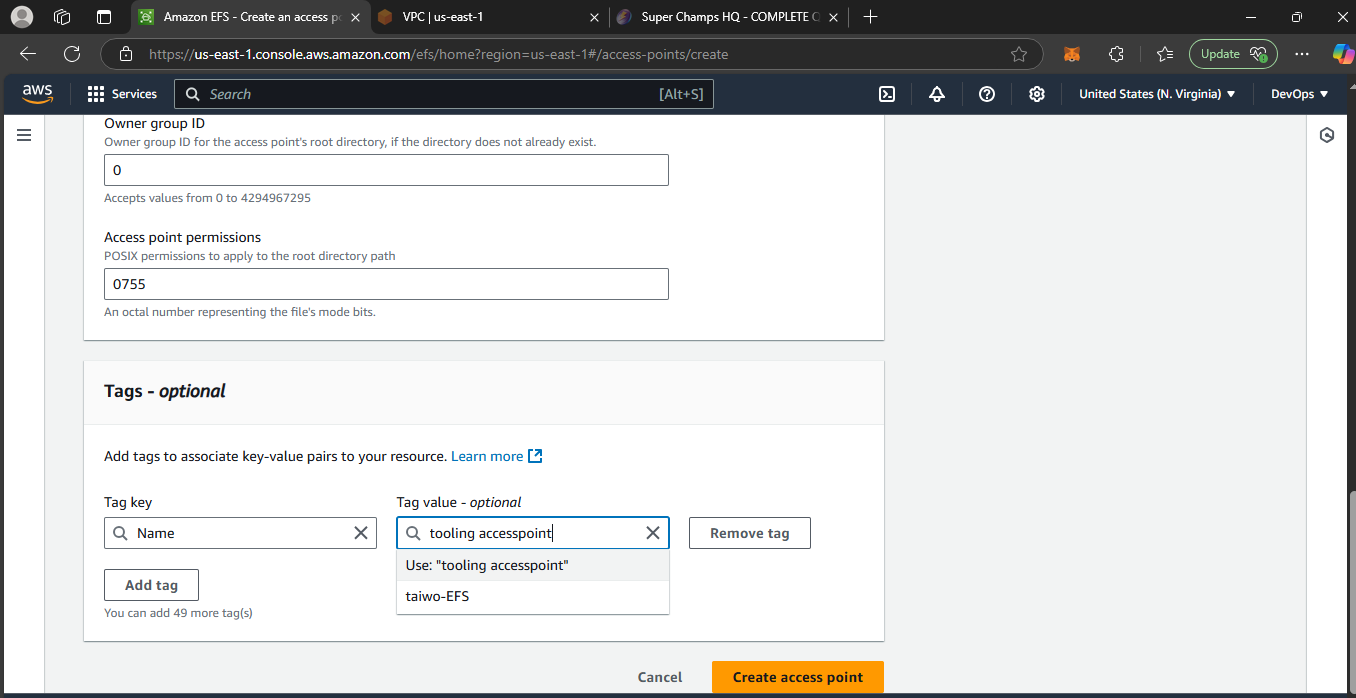 Amazon EFS - Create an access po
VPC | us-east-1
Super Champs HQ - COMPLETE Q
https://us-east-1.console.aws.amazon.com/efs/home?region=us-east-1#/access-points/create
Update
aws
Services
Search
[Alt+S]
United States (N. Virginia)
DevOps
Owner group ID
Owner group ID for the access point's root directory, if the directory does not already exist.
0
Accepts values from 0 to 4294967295
Access point permissions
POSIX permissions to apply to the root directory path
0755
An octal number representing the file's mode bits.
Tags - optional
Add tags to associate key-value pairs to your resource. Learn more
Tag key
Tag value - optional
Name
tooling accesspoint
Remove tag
Use: "tooling accesspoint"
taiwo-EFS
Add tag
You can add 49 more tag(s)
Cancel
Create access point